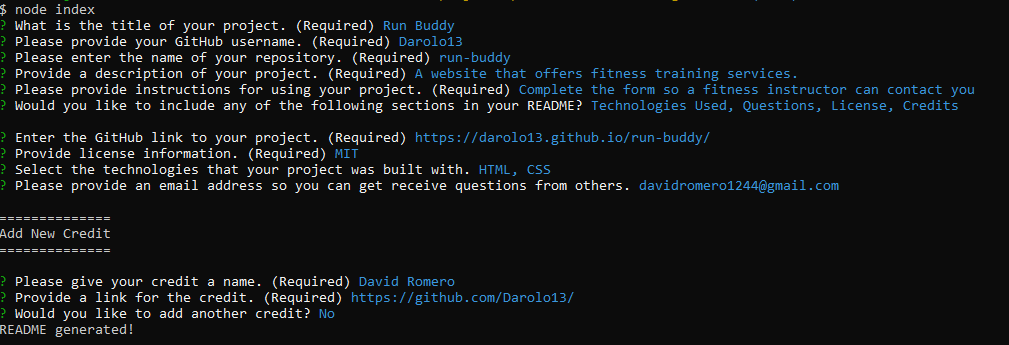 $ node index
? What is the title of your project. (Required) Run Buddy
? Please provide your GitHub username. (Required) Darolo13
? Please enter the name of your repository. (Required) run-buddy
? Provide a description of your project. (Required) A website that offers fitness training services.
? Please provide instructions for using your project. (Required) Complete the form so a fitness instructor can contact you
? Would you like to include any of the following sections in your README? Technologies Used, Questions, License, Credits
? Enter the GitHub link to your project. (Required) https://darolo13.github.io/run-buddy/
? Provide license information. (Required) MIT
? Select the technologies that your project was built with. HTML, CSS
? Please provide an email address so you can get receive questions from others. davidromero1244@gmail.com
==============
Add New Credit
==============
? Please give your credit a name. (Required) David Romero
? Provide a link for the credit. (Required) https://github.com/Darolo13/
? Would you like to add another credit? No
README generated!